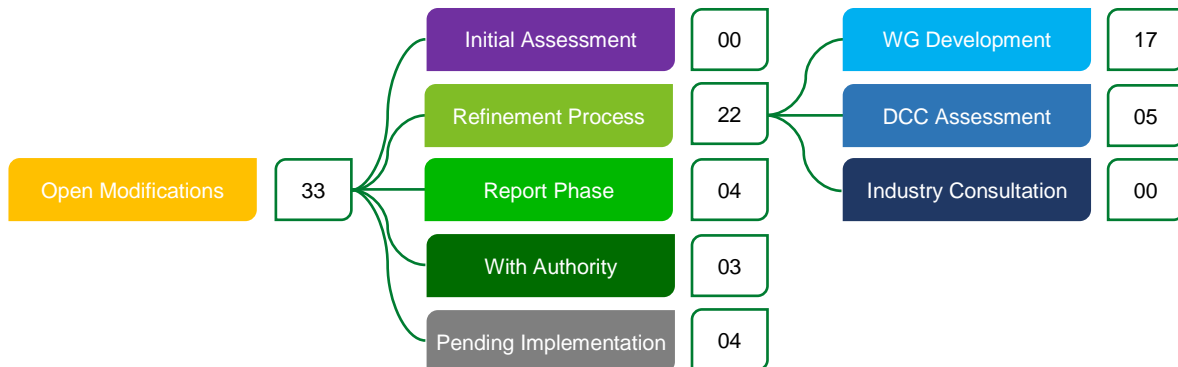 Initial Assessment 00
WG Development 17
Refinement Process 22
DCC Assessment 05
Open Modifications 33
Report Phase 04
Industry Consultation 00
With Authority 03
Pending Implementation 04